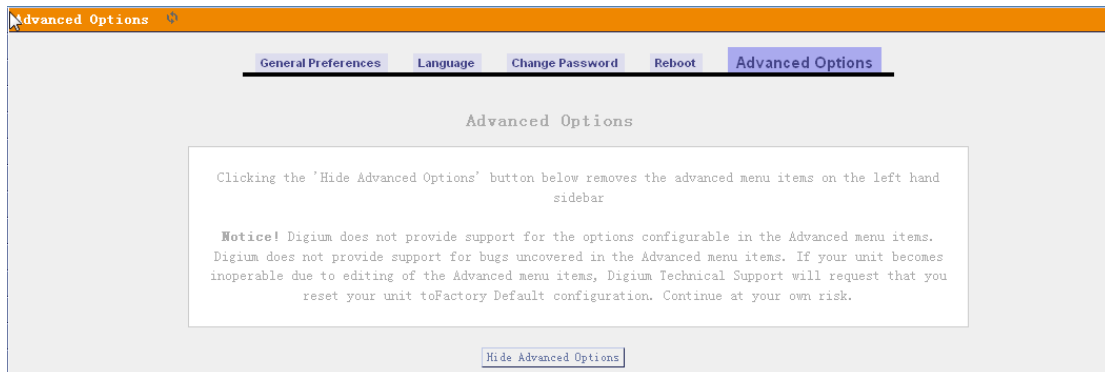 Advanced Options
General Preferences Language Change Password Reboot Advanced Options
Advanced Options
Clicking the 'Hide Advanced Options' button below removes the advanced menu items on the left hand
sidebar
Notice! Digium does not provide support for the options configurable in the Advanced menu items.
Digium does not provide support for bugs uncovered in the Advanced menu items. If your unit becomes
inoperable due to editing of the Advanced menu items, Digium Technical Support will request that you
reset your unit toFactory Default configuration. Continue at your own risk.
Hide Advanced Options